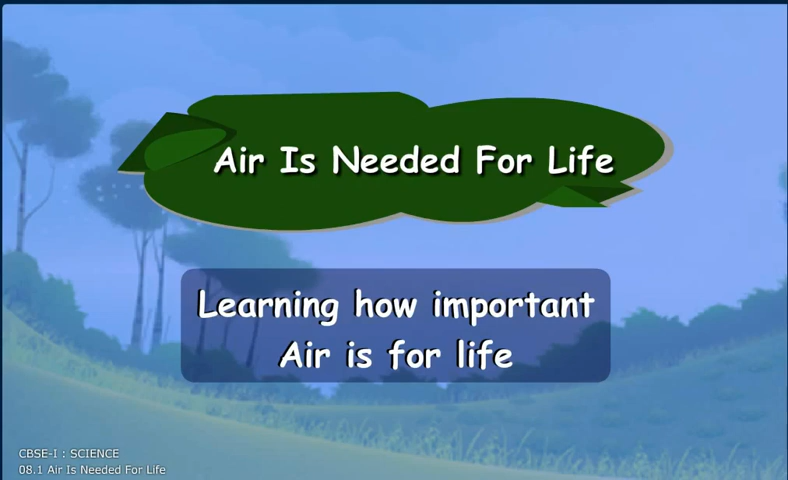 Air Is Needed For Life
Learning how important
Air is for life
CBSE-I : SCIENCE
08.1 Air Is Needed For Life